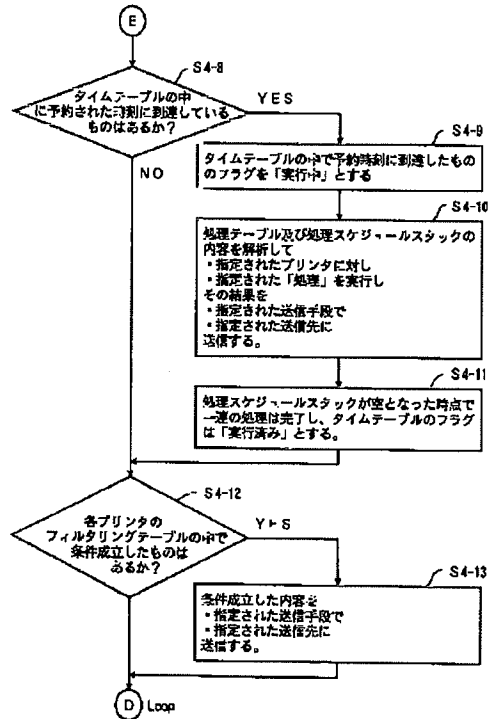 E
S4-8
タイムテーブルの中
に予約された時刻に到達している
ものはあるか?
YES
NO
S4-9
タイムテーブルの中で予約時刻に到達したもの
のフラグを「実行中」とする
S4-10
処理テーブル及び処理スケジュールスタックの
内容を解析して
・指定されたプリンタに対し
・指定された「処理」を実行し
その結果を
・指定された送信手段で
・指定された送信先に
送信する。
S4-11
処理スケジュールスタックが空となった時点で
一連の処理は完了し、タイムテーブルのフラグ
は「実行済み」とする。
S4-12
各プリンタの
フィルタリングテーブルの中で
条件成立したものは
あるか?
YES
S4-13
条件成立した内容を
・指定された送信手段で
・指定された送信先に
送信する。
D Loop